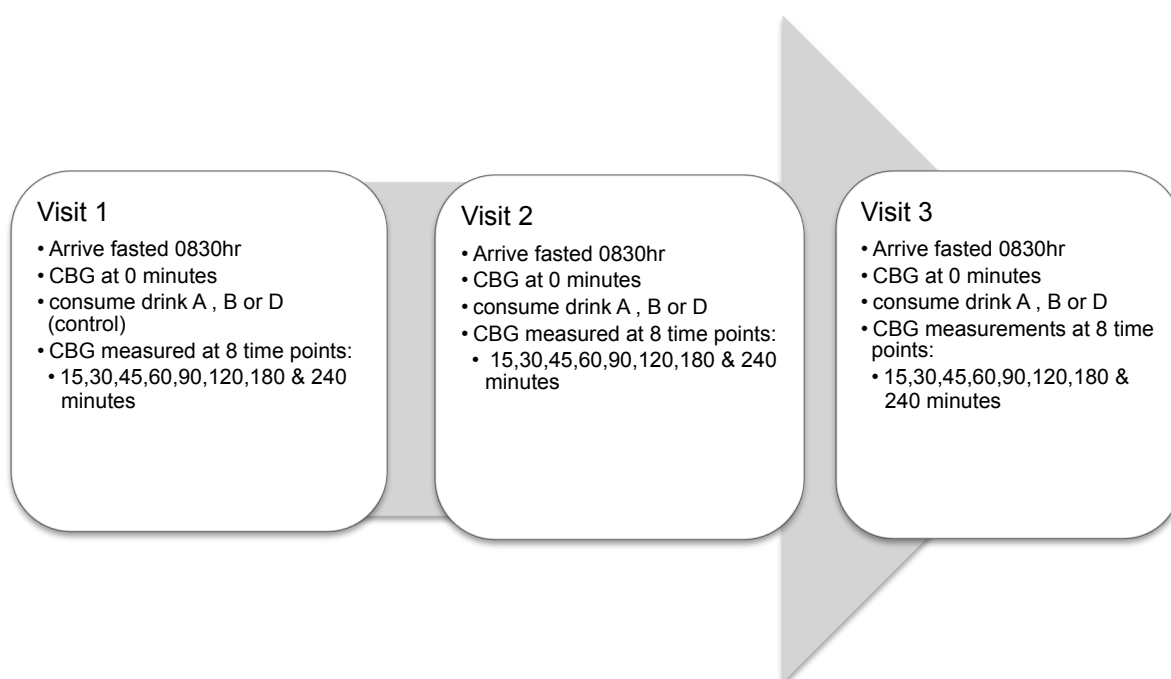 Visit 1
• Arrive fasted 0830hr
• CBG at 0 minutes
• consume drink A , B or D
(control)
• CBG measured at 8 time points:
• 15,30,45,60,90,120,180 & 240
minutes
Visit 2
• Arrive fasted 0830hr
• CBG at 0 minutes
• consume drink A , B or D
• CBG measured at 8 time points:
• 15,30,45,60,90,120,180 & 240
minutes
Visit 3
• Arrive fasted 0830hr
• CBG at 0 minutes
• consume drink A , B or D
• CBG measurements at 8 time
points:
• 15,30,45,60,90,120,180 &
240 minutes